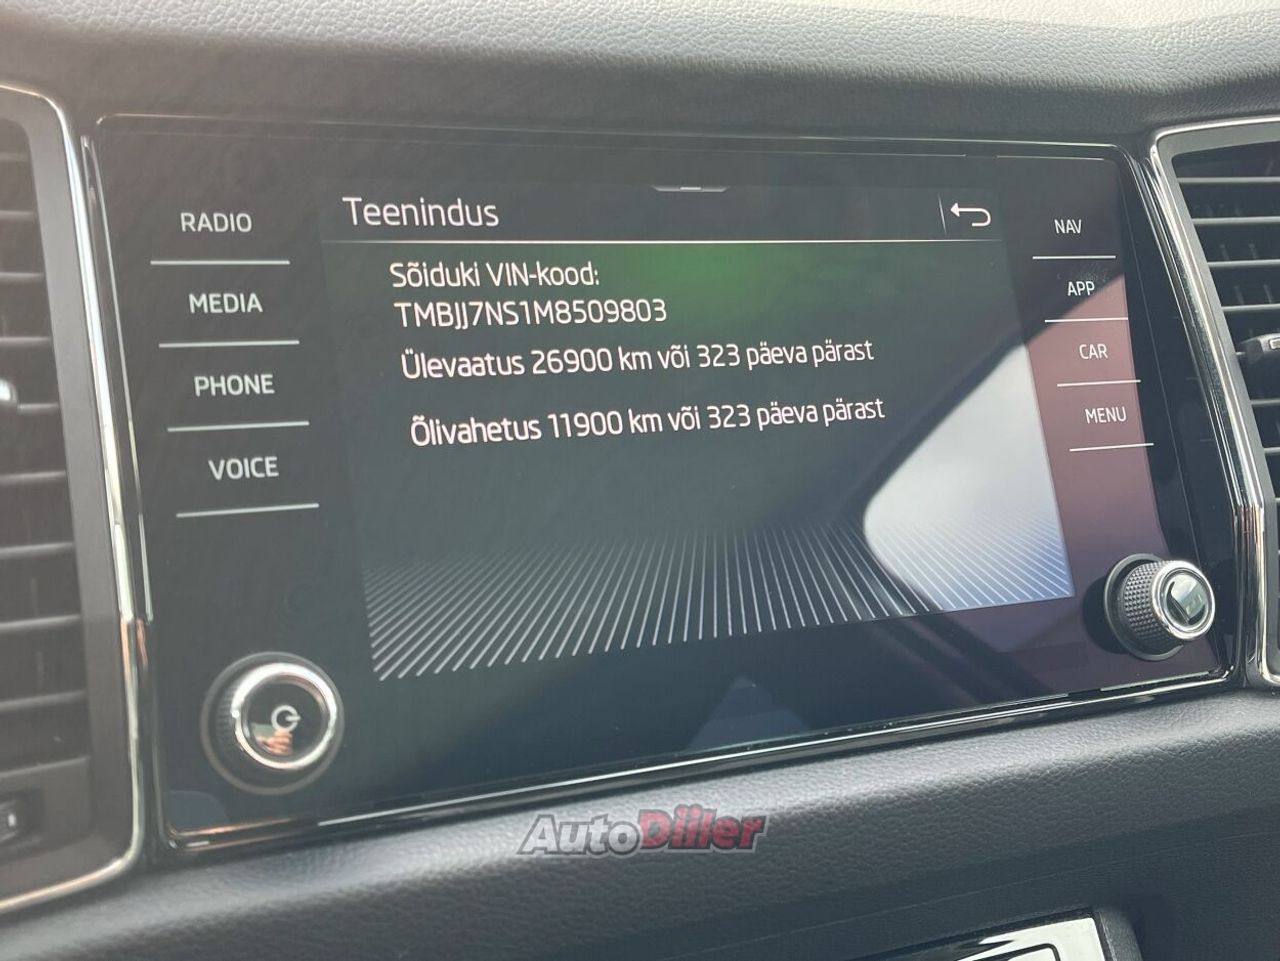 Teenindus
RADIO
MEDIA
PHONE
VOICE
Sõiduki VIN-kood:
TMBJJ7NS1M8509803
Ülevaatus 26900 km või 323 päeva pärast
Õlivahetus 11900 km või 323 päeva pärast
NAV
APP
CAR
MENU
AutoDiiler